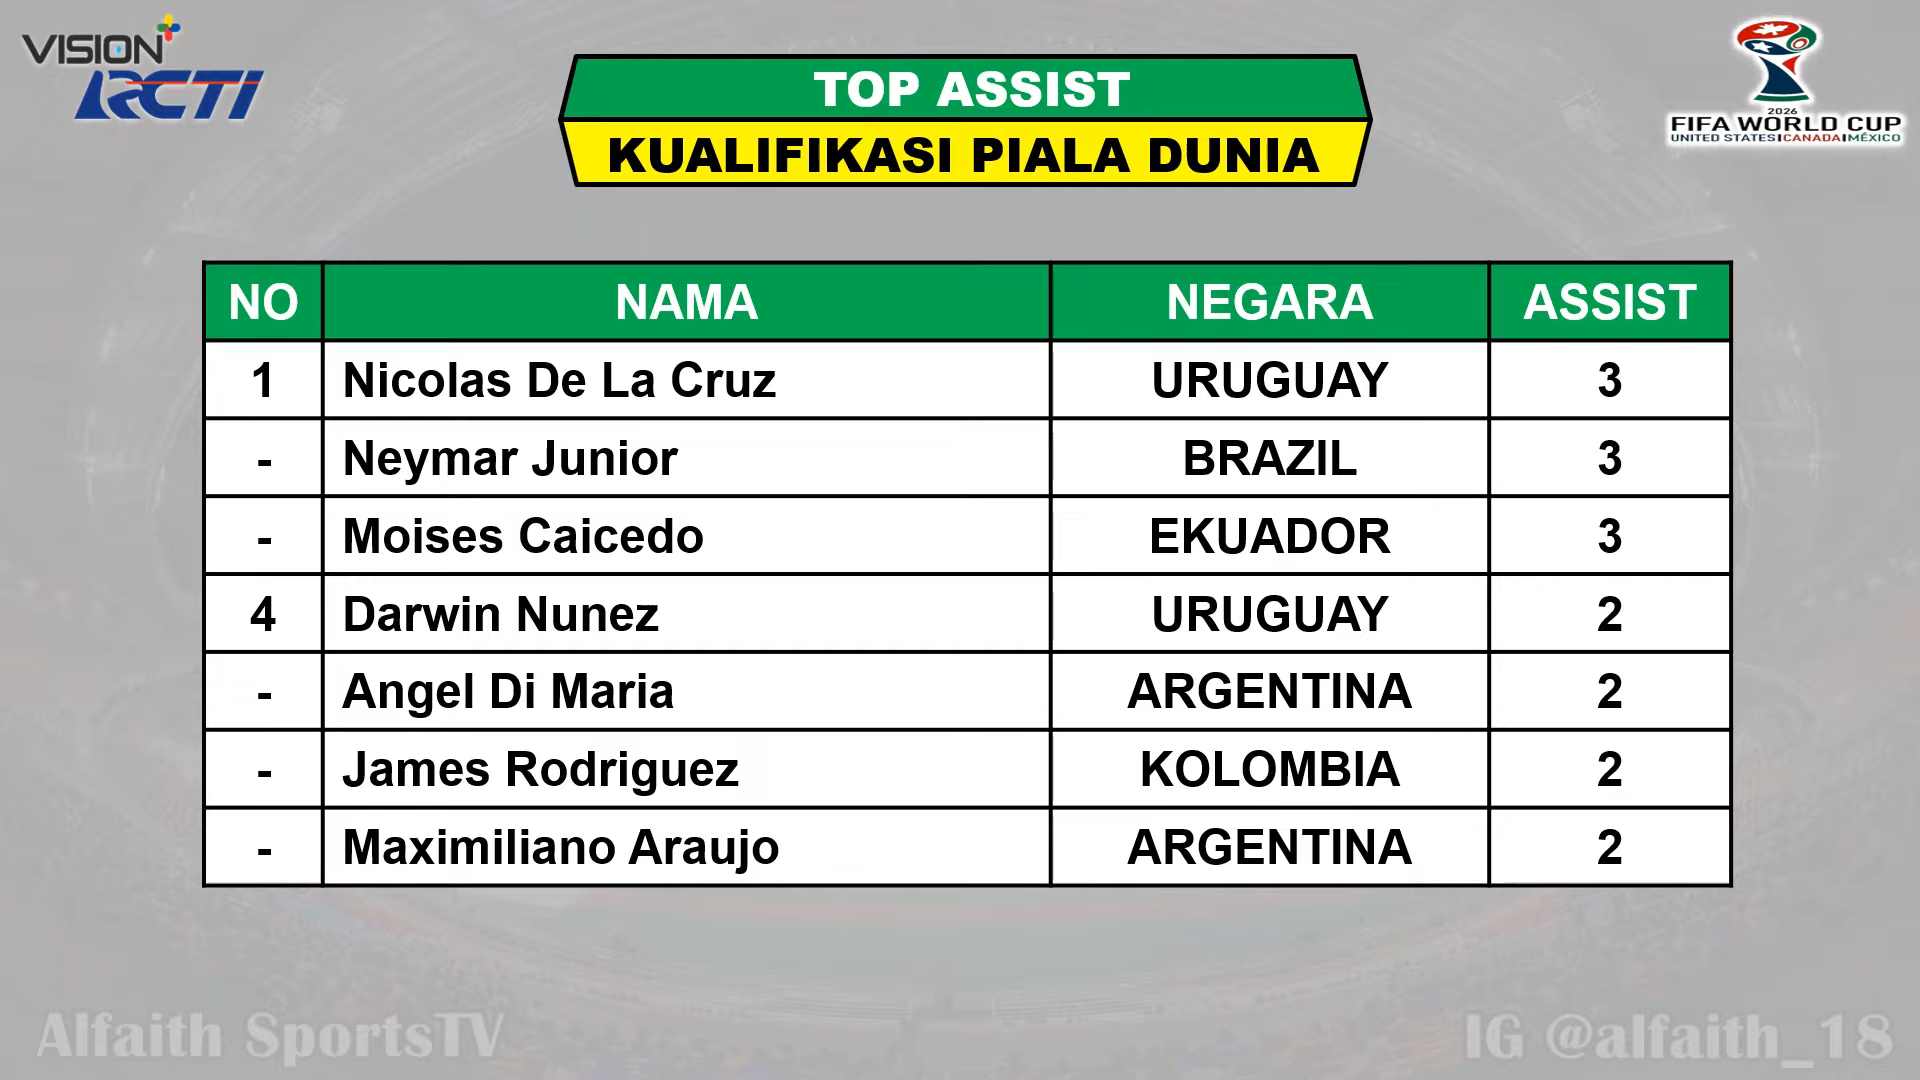 VISION+
RCTI
TOP ASSIST
KUALIFIKASI PIALA DUNIA
2026
FIFA WORLD CUP
UNITED STATES|CANADA|MÉXICO
NO NAMA NEGARA ASSIST
1 Nicolas De La Cruz URUGUAY 3
- Neymar Junior BRAZIL 3
- Moises Caicedo EKUADOR 3
4 Darwin Nunez URUGUAY 2
- Angel Di Maria ARGENTINA 2
- James Rodriguez KOLOMBIA 2
- Maximiliano Araujo ARGENTINA 2
Alfaith SportsTV
IG @alfaith_18